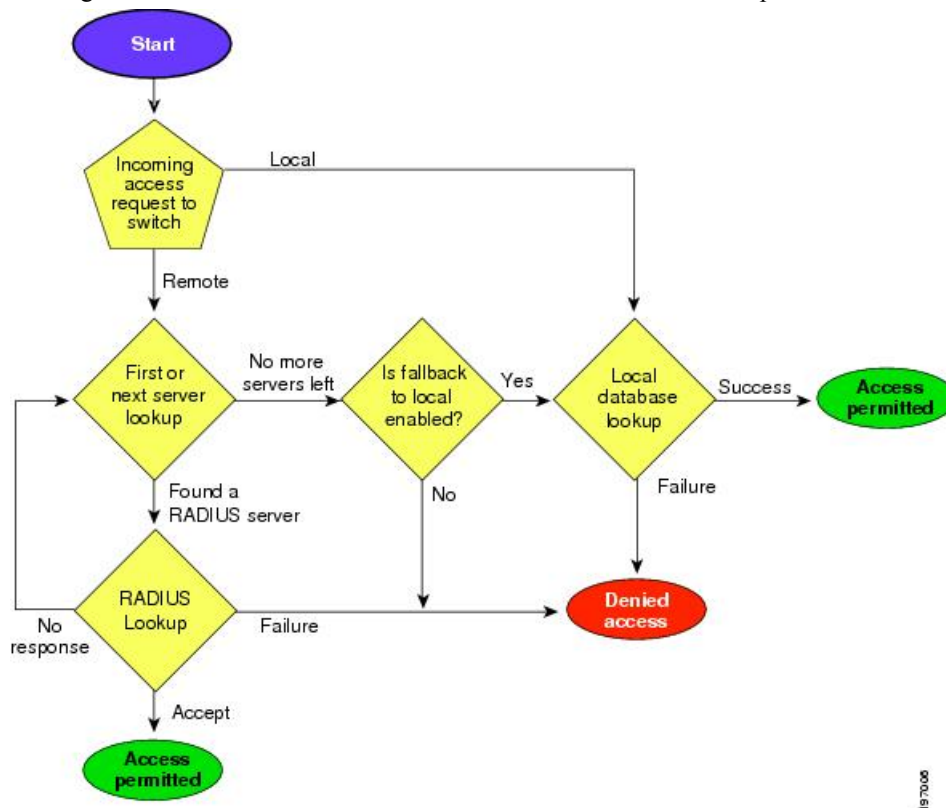 Start
Incoming
access
request to
switch
Local
Remote
First or
next server
lookup
No more
servers left
Is fallback
to local
enabled?
Yes
Local
database
lookup
Success
Access
permitted
Found a
RADIUS server
No
Failure
RADIUS
Lookup
No
response
Failure
Denied
access
Accept
Access
permitted